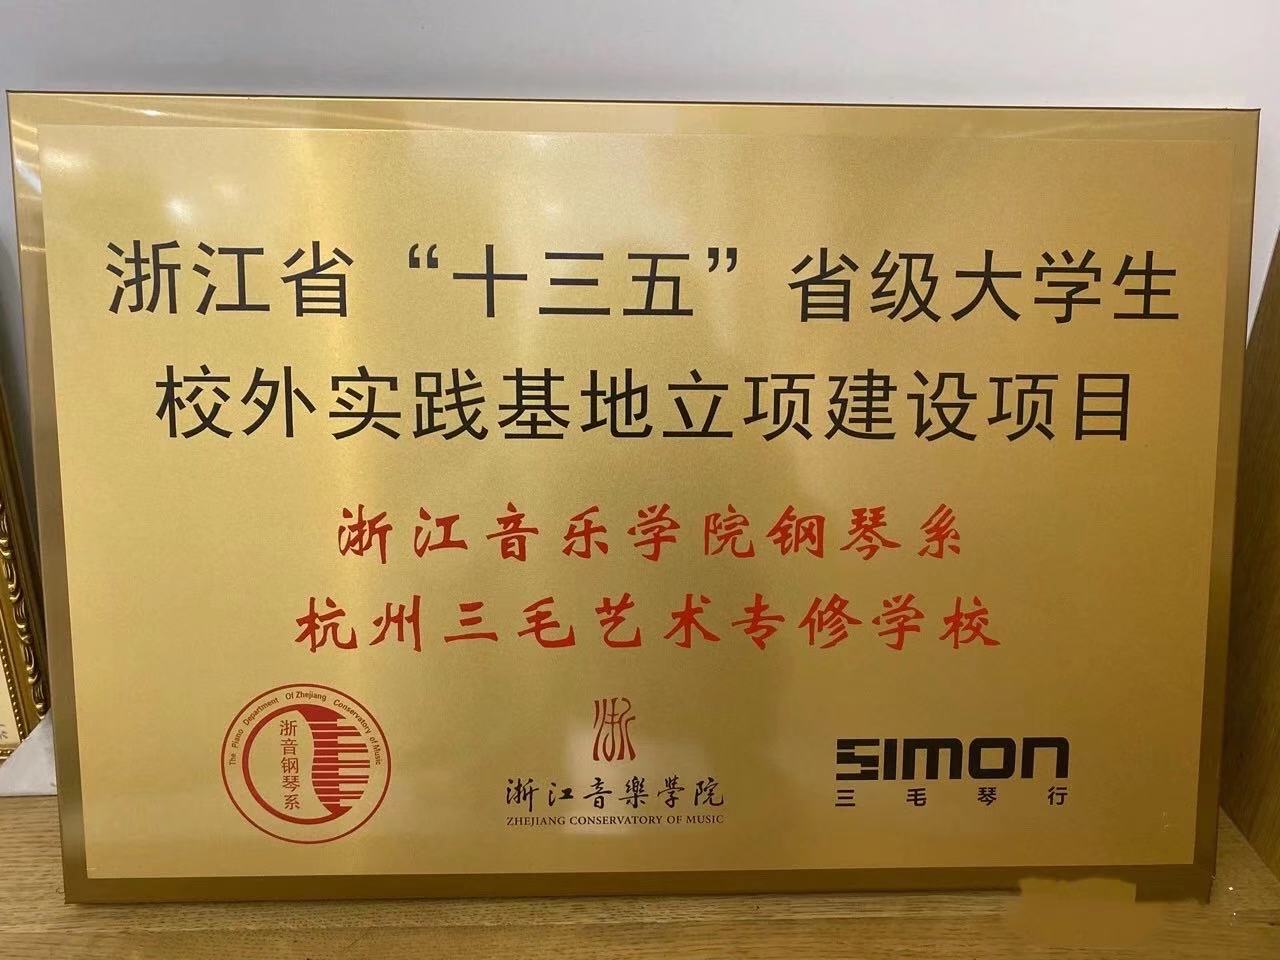 浙江省“十三五”省级大学生
校外实践基地立项建设项目
浙江音乐学院钢琴系
杭州三毛艺术专修学校
The Piano Department Of Zhejiang Conservatory of Music
浙音钢琴系
浙
浙江音樂学院
ZHEJIANG CONSERVATORY OF MUSIC
SIMON
三毛琴行